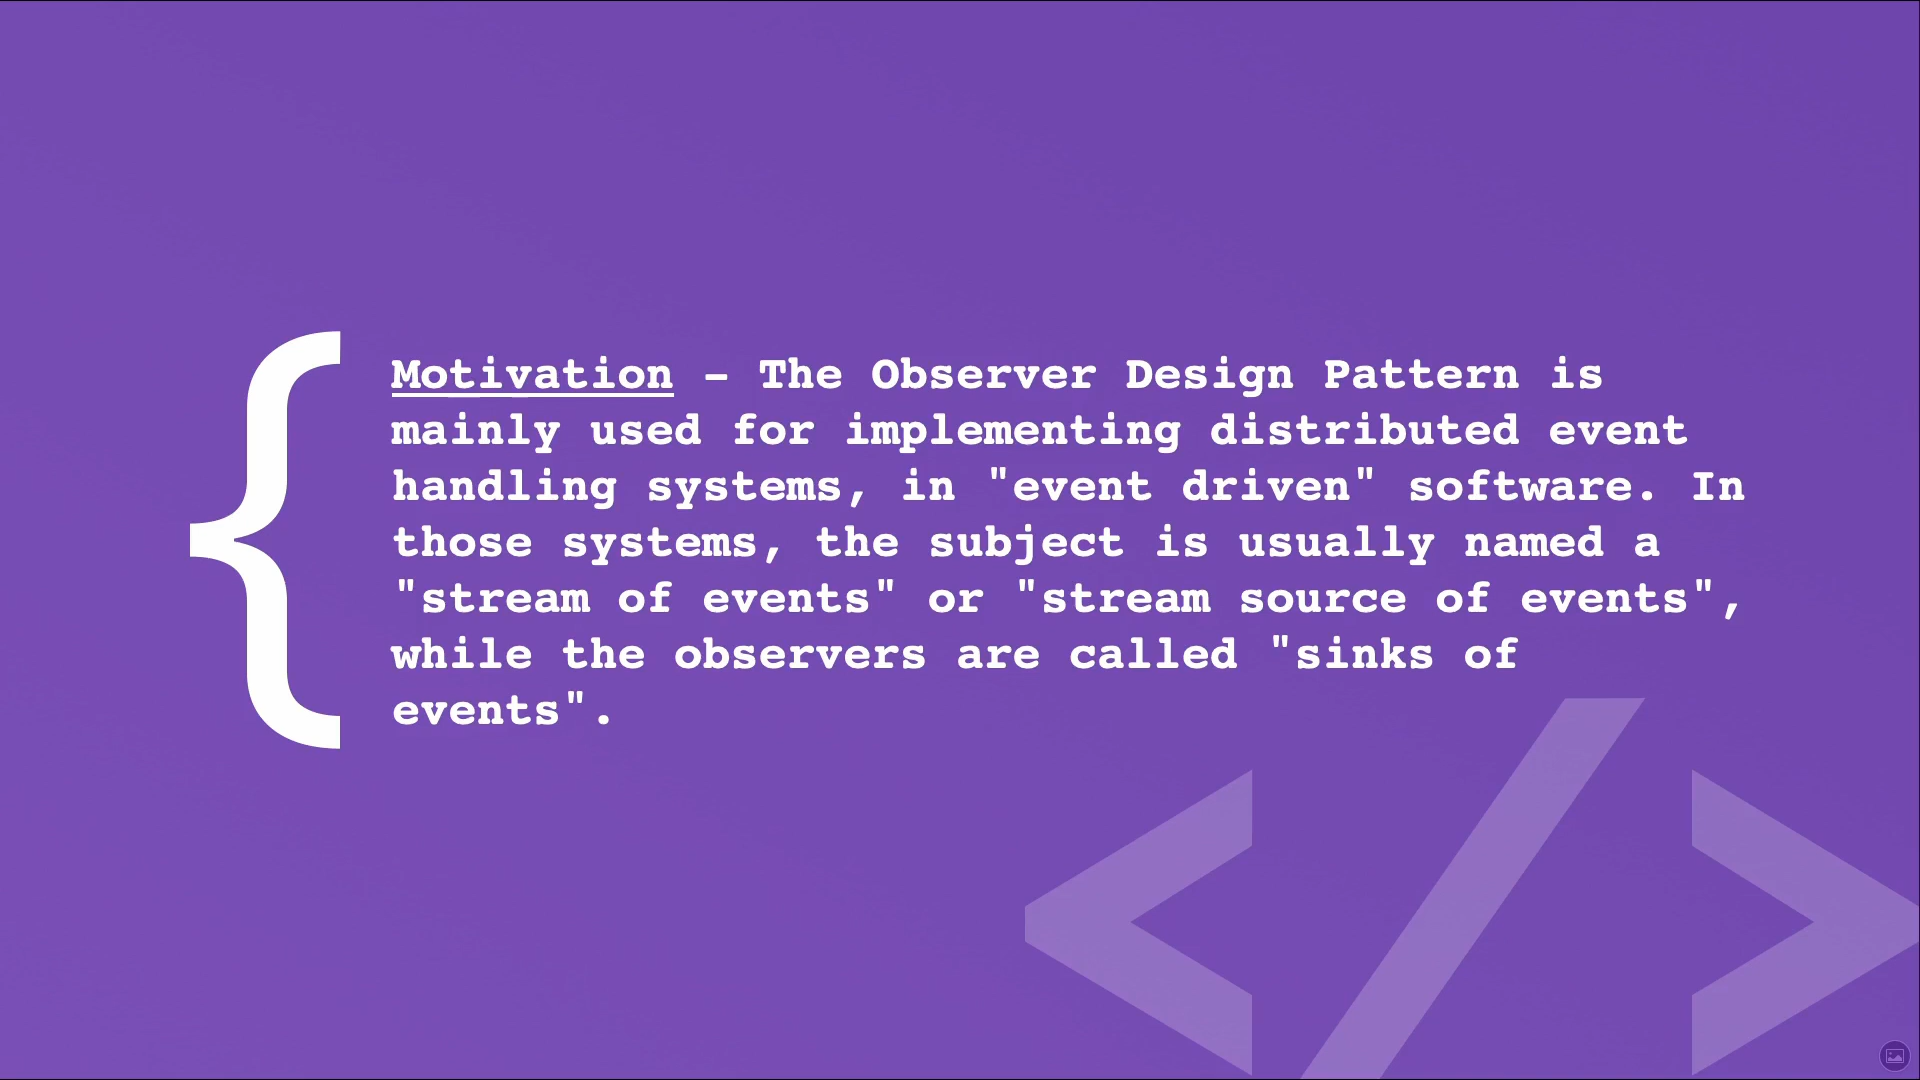 {
Motivation – The Observer Design Pattern is
mainly used for implementing distributed event
handling systems, in "event driven" software. In
those systems, the subject is usually named a
"stream of events" or "stream source of events",
while the observers are called "sinks of
events".
</>